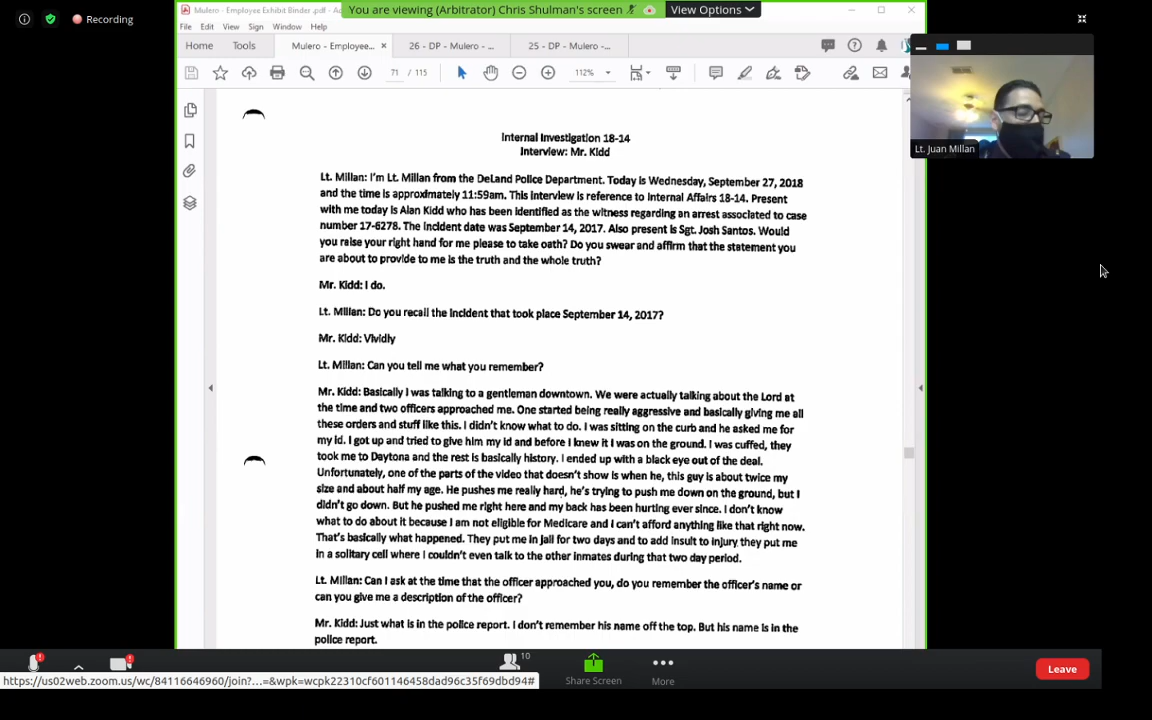 Recording
Mulero - Employee Exhibit Binder .pdf -
You are viewing (Arbitrator) Chris Shulman's screen
View Options
File Edit View Sign Window Help
Home Tools Mulero - Employee... × 26 - DP - Mulero - ... 25 - DP - Mulero -...
71 / 115 112%
Lt. Juan Millan
Internal Investigation 18-14
Interview: Mr. Kidd
Lt. Millan: I'm Lt. Millan from the DeLand Police Department. Today is Wednesday, September 27, 2018
and the time is approximately 11:59am. This interview is reference to Internal Affairs 18-14. Present
with me today is Alan Kidd who has been identified as the witness regarding an arrest associated to case
number 17-6278. The incident date was September 14, 2017. Also present is Sgt. Josh Santos. Would
you raise your right hand for me please to take oath? Do you swear and affirm that the statement you
are about to provide to me is the truth and the whole truth?
Mr. Kidd: I do.
Lt. Millan: Do you recall the incident that took place September 14, 2017?
Mr. Kidd: Vividly
Lt. Millan: Can you tell me what you remember?
Mr. Kidd: Basically I was talking to a gentleman downtown. We were actually talking about the Lord at
the time and two officers approached me. One started being really aggressive and basically giving me all
these orders and stuff like this. I didn't know what to do. I was sitting on the curb and he asked me for
my id. I got up and tried to give him my id and before I knew it I was on the ground. I was cuffed, they
took me to Daytona and the rest is basically history. I ended up with a black eye out of the deal.
Unfortunately, one of the parts of the video that doesn't show is when he, this guy is about twice my
size and about half my age. He pushes me really hard, he's trying to push me down on the ground, but I
didn't go down. But he pushed me right here and my back has been hurting ever since. I don't know
what to do about it because I am not eligible for Medicare and I can't afford anything like that right now.
That's basically what happened. They put me in jail for two days and to add insult to injury they put me
in a solitary cell where I couldn't even talk to the other inmates during that two day period.
Lt. Millan: Can I ask at the time that the officer approached you, do you remember the officer's name or
can you give me a description of the officer?
Mr. Kidd: Just what is in the police report. I don't remember his name off the top. But his name is in the
police report.
10
Share Screen
More
Leave
https://us02web.zoom.us/wc/84116646960/join?...=&wpk=wcpk22310cf601146458dad96c35f69dbd94#